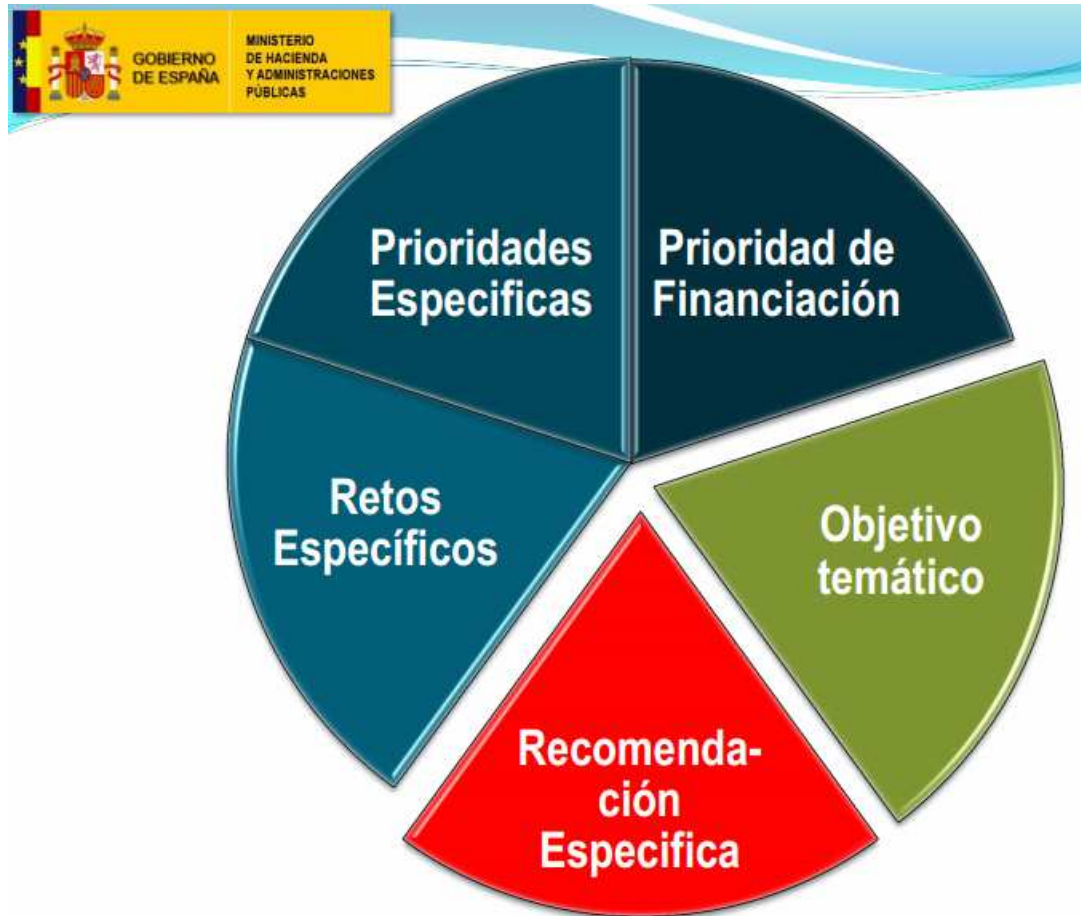 GOBIERNO
DE ESPAÑA
MINISTERIO
DE HACIENDA
Y ADMINISTRACIONES
PÚBLICAS
Prioridades
Especificas
Prioridad de
Financiación
Retos
Específicos
Objetivo
temático
Recomenda-
ción
Especifica